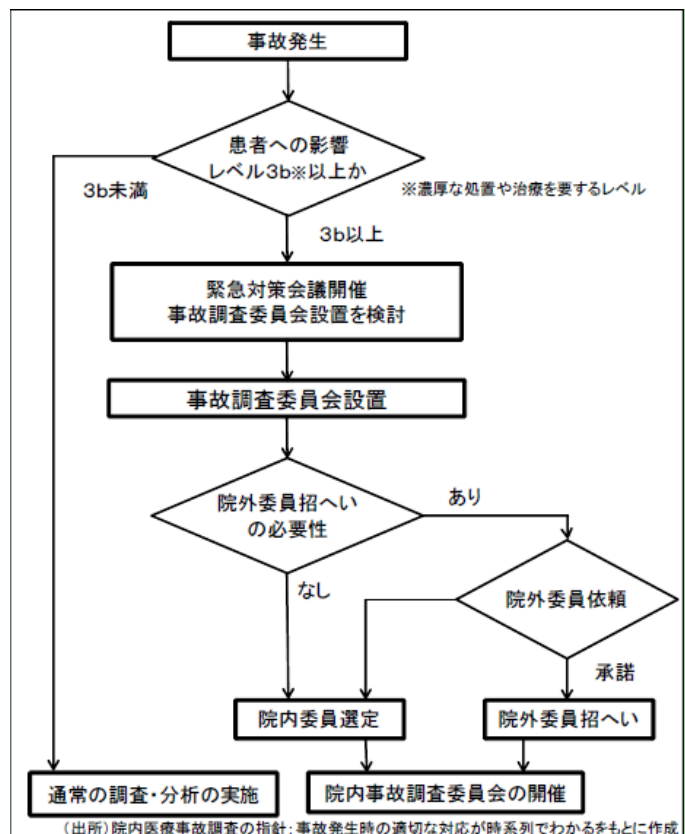 事故発生
患者への影響
レベル3b※以上か
3b未満
※濃厚な処置や治療を要するレベル
3b以上
緊急対策会議開催
事故調査委員会設置を検討
事故調査委員会設置
院外委員招へい
の必要性
あり
なし
院外委員依頼
承諾
院内委員選定
院外委員招へい
通常の調査・分析の実施
院内事故調査委員会の開催
(出所)院内医療事故調査の指針:事故発生時の適切な対応が時系列でわかるをもとに作成